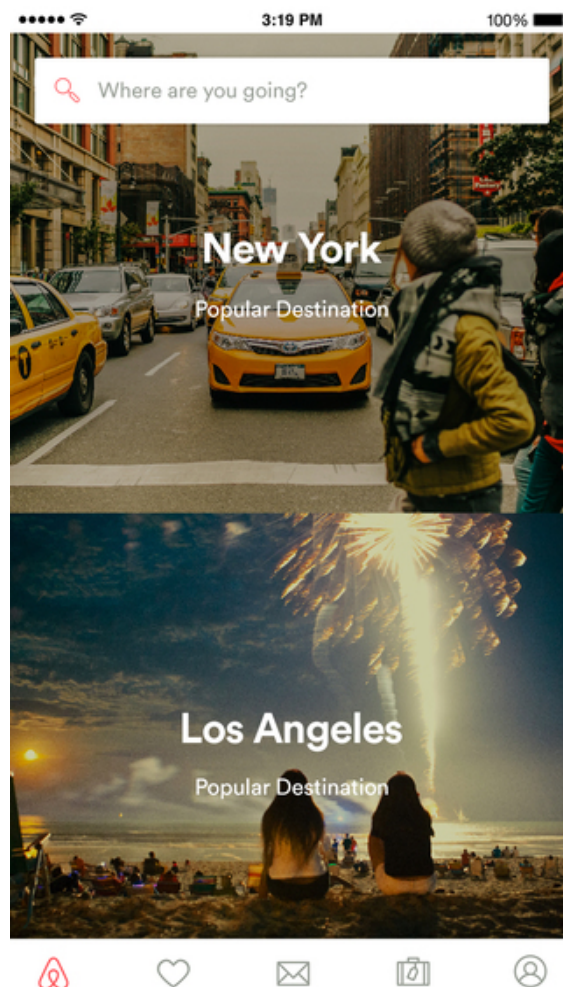 3:19 PM
100%
Where are you going?
New York
Popular Destination
Los Angeles
Popular Destination